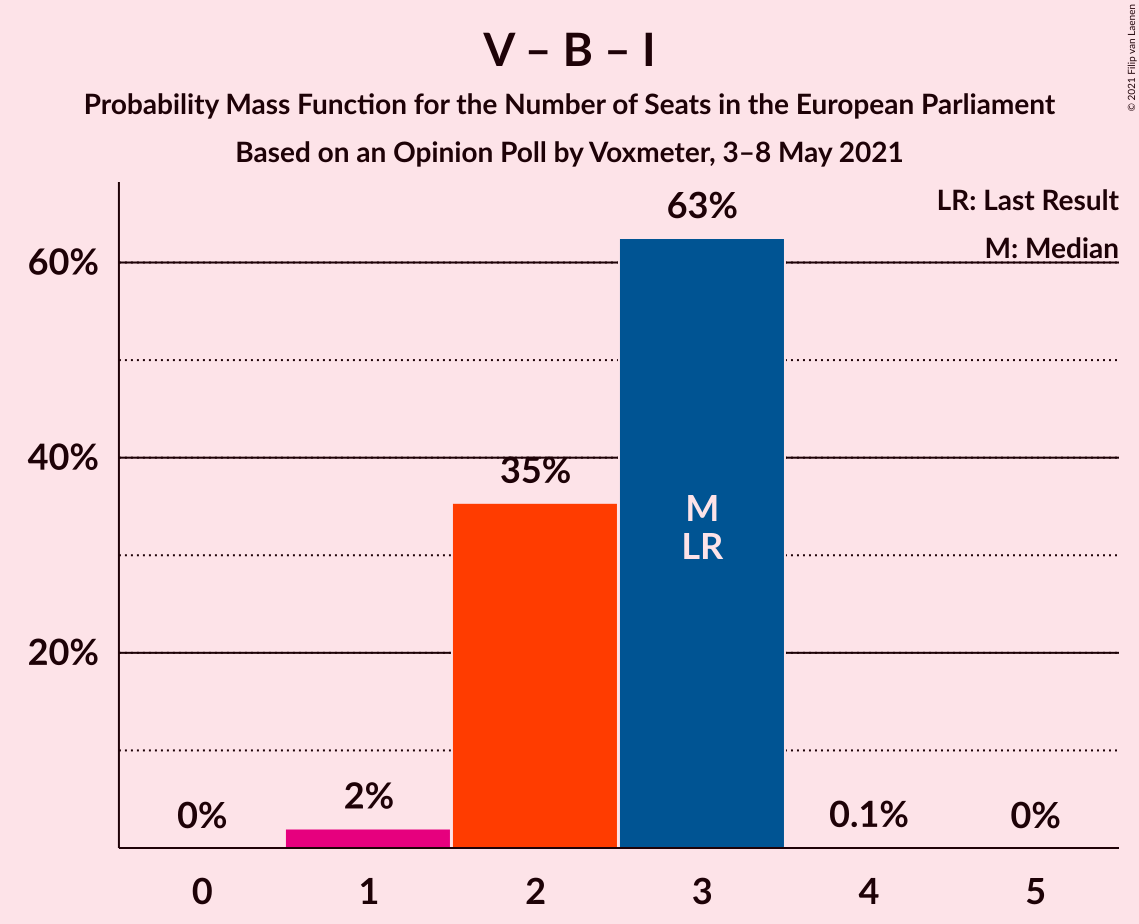 V – B – I
Probability Mass Function for the Number of Seats in the European Parliament
Based on an Opinion Poll by Voxmeter, 3–8 May 2021
© 2021 Filip van Laenen
LR: Last Result
M: Median
60%
40%
20%
0%
2%
35%
63%
M
LR
0.1%
0%
0
1
2
3
4
5